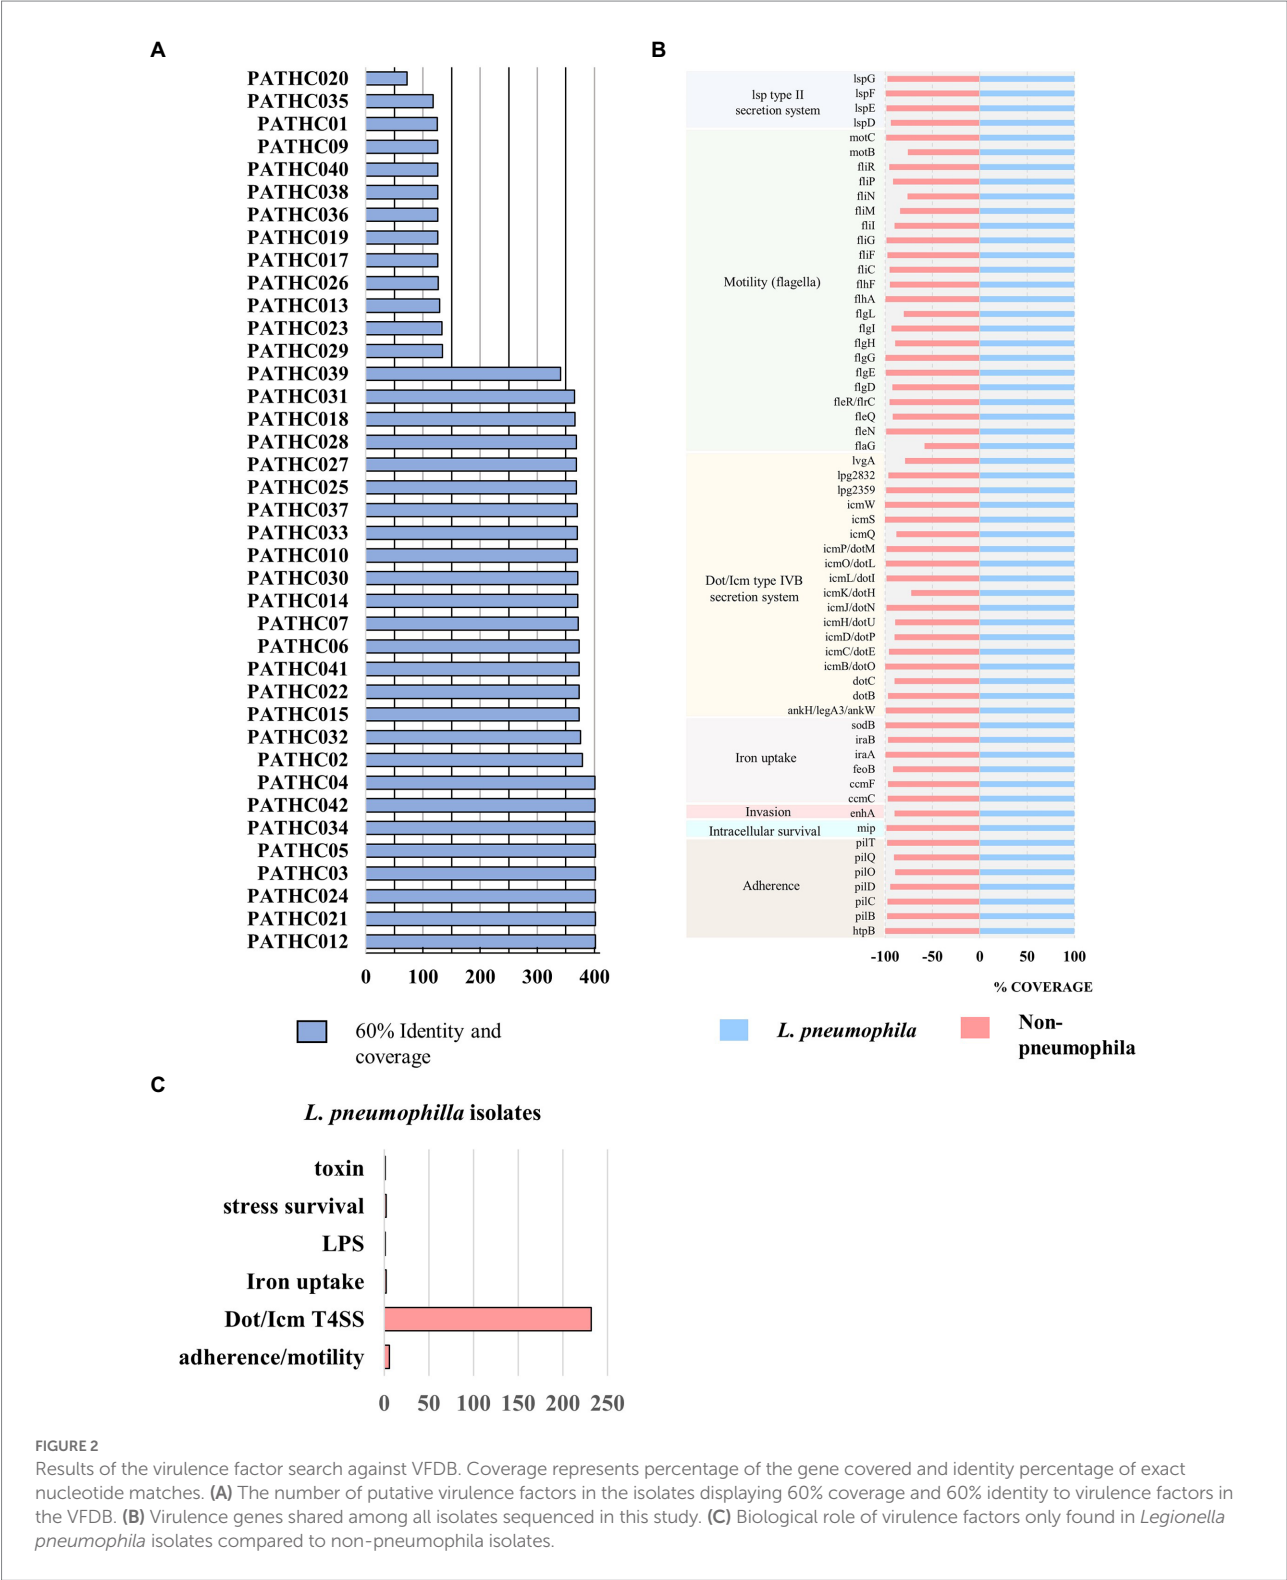 A
PATHC020
PATHC035
PATHC01
PATHC09
PATHC040
PATHC038
PATHC036
PATHC019
PATHC017
PATHC026
PATHC013
PATHC023
PATHC029
PATHC039
PATHC031
PATHC018
PATHC028
PATHC027
PATHC025
PATHC037
PATHC033
PATHC010
PATHC030
PATHC014
PATHC07
PATHC06
PATHC041
PATHC022
PATHC015
PATHC032
PATHC02
PATHC04
PATHC042
PATHC034
PATHC05
PATHC03
PATHC024
PATHC021
PATHC012
0 100 200 300 400
60% Identity and
coverage
B
lsp type II
secretion system
lspG
lspF
lspE
lspD
Motility (flagella)
motC
motB
fliR
fliP
fliN
fliM
fliI
fliG
fliF
fliC
flhF
flhA
flgL
flgI
flgH
flgG
flgE
flgD
fleR/flrC
fleQ
fleN
flaG
Dot/Icm type IVB
secretion system
lvgA
lpg2832
lpg2359
icmW
icmS
icmQ
icmP/dotM
icmO/dotL
icmL/dotI
icmK/dotH
icmJ/dotN
icmH/dotU
icmD/dotP
icmC/dotE
icmB/dotO
dotC
dotB
ankH/legA3/ankW
Iron uptake
sodB
iraB
iraA
feoB
ccmF
ccmC
Invasion
enhA
Intracellular survival
mip
Adherence
pilT
pilQ
pilO
pilD
pilC
pilB
htpB
-100 -50 0 50 100
% COVERAGE
L. pneumophila
Non-
pneumophila
C
L. pneumophilla isolates
toxin
stress survival
LPS
Iron uptake
Dot/Icm T4SS
adherence/motility
0 50 100 150 200 250
FIGURE 2
Results of the virulence factor search against VFDB. Coverage represents percentage of the gene covered and identity percentage of exact
nucleotide matches. (A) The number of putative virulence factors in the isolates displaying 60% coverage and 60% identity to virulence factors in
the VFDB. (B) Virulence genes shared among all isolates sequenced in this study. (C) Biological role of virulence factors only found in Legionella
pneumophila isolates compared to non-pneumophila isolates.